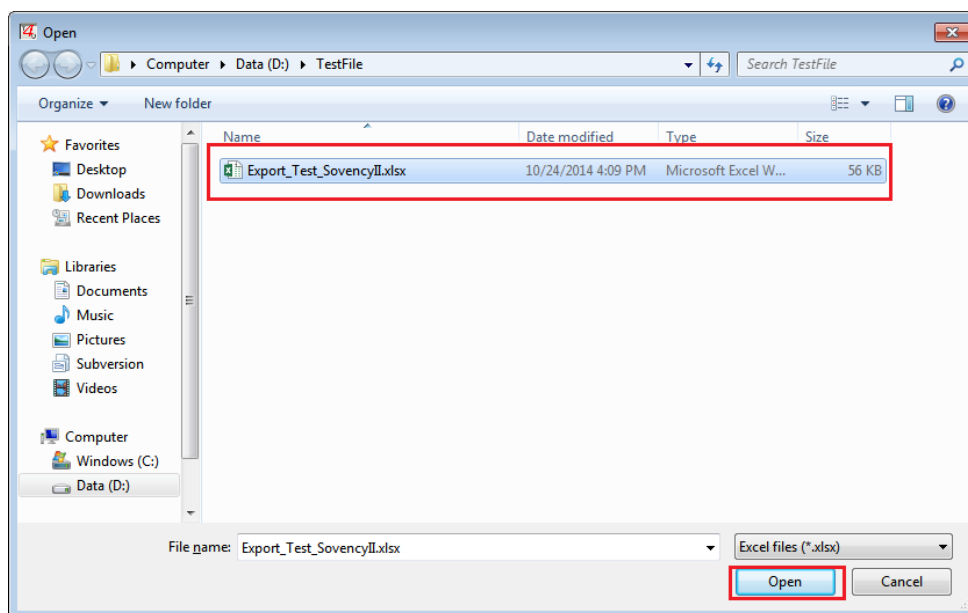 Open
Computer Data (D:) TestFile Search TestFile
Organize New folder
Name Date modified Type Size
Export_Test_SovencyII.xlsx 10/24/2014 4:09 PM Microsoft Excel W... 56 KB
Favorites
Desktop
Downloads
Recent Places
Libraries
Documents
Music
Pictures
Subversion
Videos
Computer
Windows (C:)
Data (D:)
File name: Export_Test_SovencyII.xlsx Excel files (*.xlsx)
Open Cancel